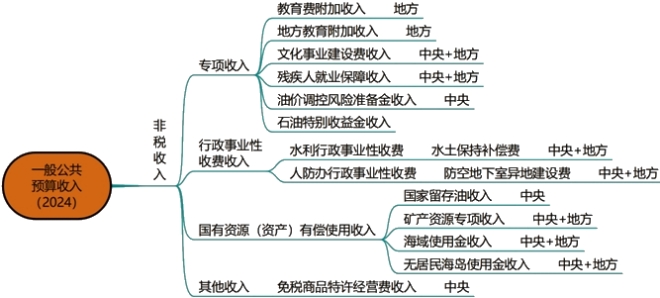 一般公共
预算收入
（2024）
非税收入
专项收入
教育费附加收入 地方
地方教育附加收入 地方
文化事业建设费收入 中央+地方
残疾人就业保障收入 中央+地方
油价调控风险准备金收入 中央
石油特别收益金收入
行政事业性
收费收入
水利行政事业性收费 水土保持补偿费 中央+地方
人防办行政事业性收费 防空地下室异地建设费 中央+地方
国有资源（资产）有偿使用收入
国家留存油收入 中央
矿产资源专项收入 中央+地方
海域使用金收入 中央+地方
无居民海岛使用金收入 中央+地方
其他收入 免税商品特许经营费收入 中央